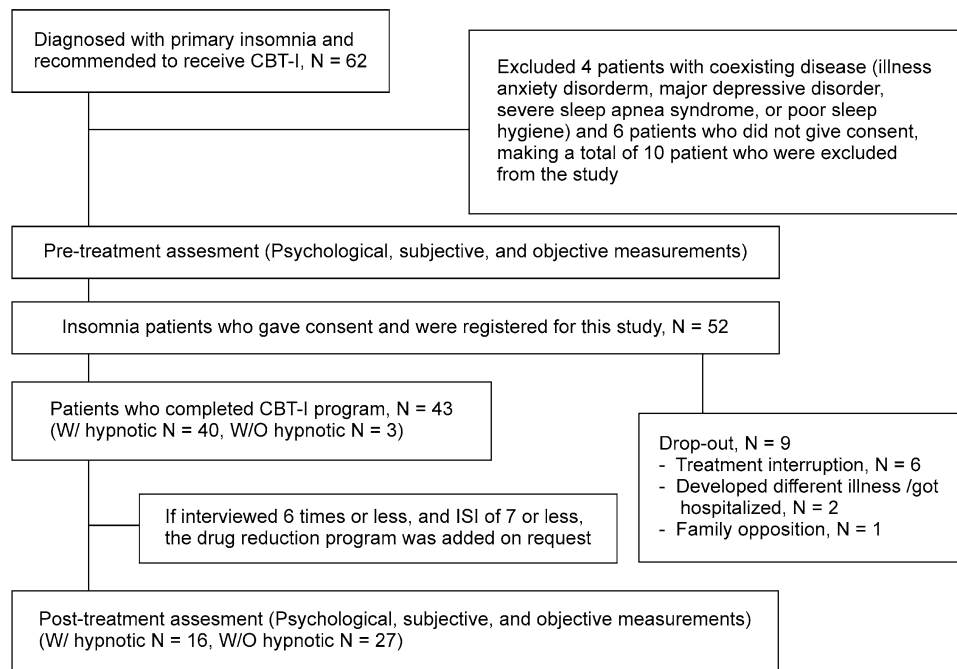 Diagnosed with primary insomnia and
recommended to receive CBT-I, N = 62
Excluded 4 patients with coexisting disease (illness
anxiety disorderm, major depressive disorder,
severe sleep apnea syndrome, or poor sleep
hygiene) and 6 patients who did not give consent,
making a total of 10 patient who were excluded
from the study
Pre-treatment assesment (Psychological, subjective, and objective measurements)
Insomnia patients who gave consent and were registered for this study, N = 52
Patients who completed CBT-I program, N = 43
(W/ hypnotic N = 40, W/O hypnotic N = 3)
Drop-out, N = 9
- Treatment interruption, N = 6
- Developed different illness /got
hospitalized, N = 2
- Family opposition, N = 1
If interviewed 6 times or less, and ISI of 7 or less,
the drug reduction program was added on request
Post-treatment assesment (Psychological, subjective, and objective measurements)
(W/ hypnotic N = 16, W/O hypnotic N = 27)